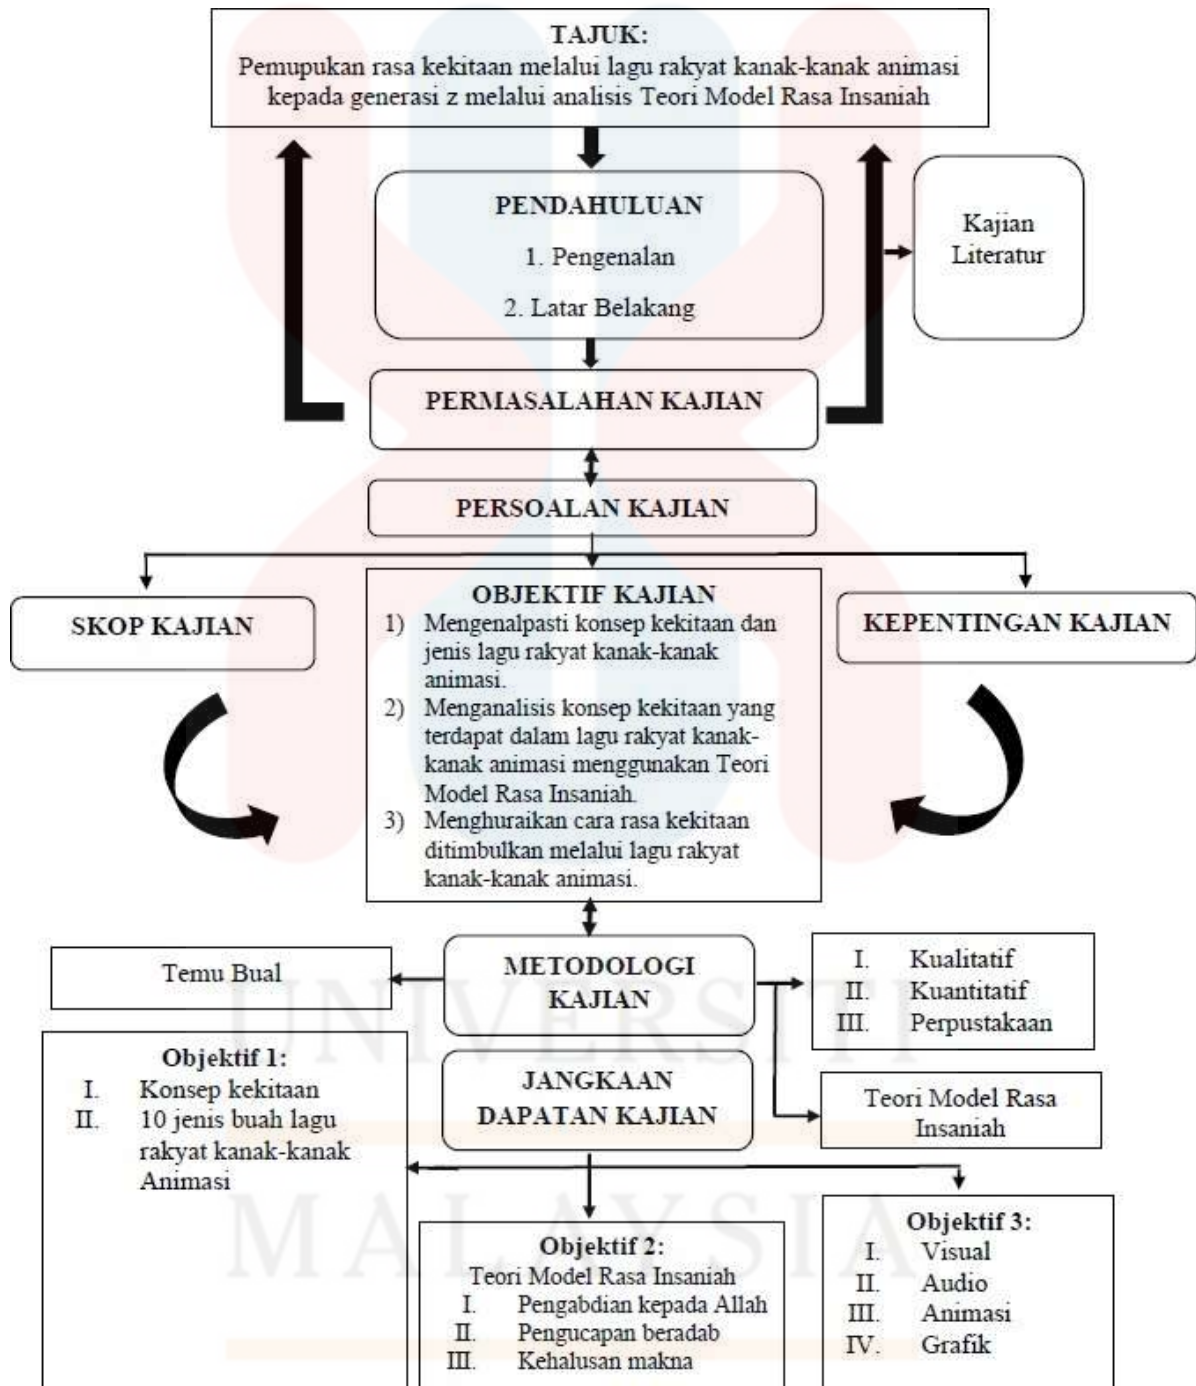 TAJUK:
Pemupukan rasa kekitaan melalui lagu rakyat kanak-kanak animasi
kepada generasi z melalui analisis Teori Model Rasa Insaniah
PENDAHULUAN
1. Pengenalan
2. Latar Belakang
Kajian
Literatur
PERMASALAHAN KAJIAN
PERSOALAN KAJIAN
SKOP KAJIAN
OBJEKTIF KAJIAN
1) Mengenalpasti konsep kekitaan dan
jenis lagu rakyat kanak-kanak
animasi.
2) Menganalisis konsep kekitaan yang
terdapat dalam lagu rakyat kanak-
kanak animasi menggunakan Teori
Model Rasa Insaniah.
3) Menghuraikan cara rasa kekitaan
ditimbulkan melalui lagu rakyat
kanak-kanak animasi.
KEPENTINGAN KAJIAN
Temu Bual
METODOLOGI
KAJIAN
I. Kualitatif
II. Kuantitatif
III. Perpustakaan
Teori Model Rasa
Insaniah
JANGKAAN
DAPATAN KAJIAN
Objektif 1:
I. Konsep kekitaan
II. 10 jenis buah lagu
rakyat kanak-kanak
Animasi
Objektif 2:
Teori Model Rasa Insaniah
I. Pengabdian kepada Allah
II. Pengucapan beradab
III. Kehalusan makna
Objektif 3:
I. Visual
II. Audio
III. Animasi
IV. Grafik
UNIVERSITI
MALAYSIA